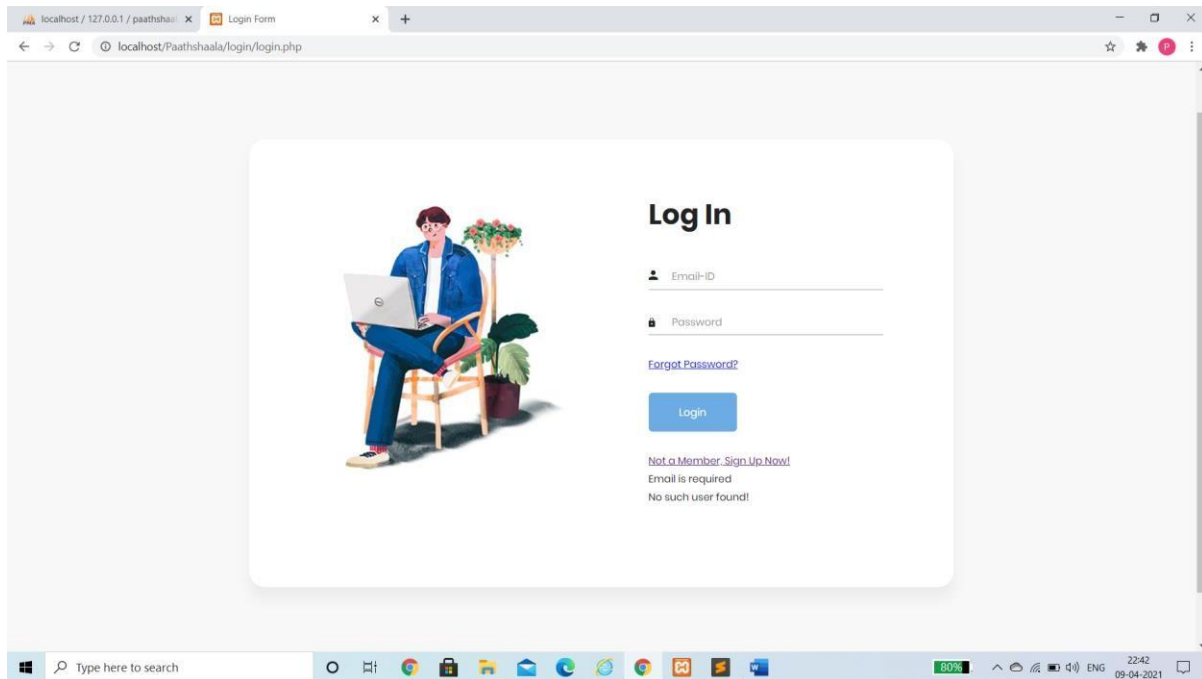 localhost / 127.0.0.1 / paathshaal
Login Form
localhost/Paathshaala/login/login.php
P
Log In
Email-ID
Password
Forgot Password?
Login
Not a Member, Sign Up Now!
Email is required
No such user found!
Type here to search
80%
ENG
22:42
09-04-2021